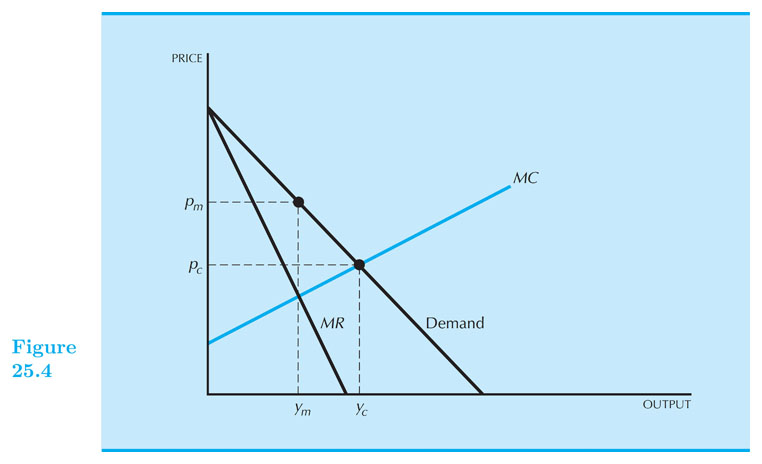 PRICE
MC
p_m
p_c
MR
Demand
Figure
25.4
OUTPUT
y_m
y_c